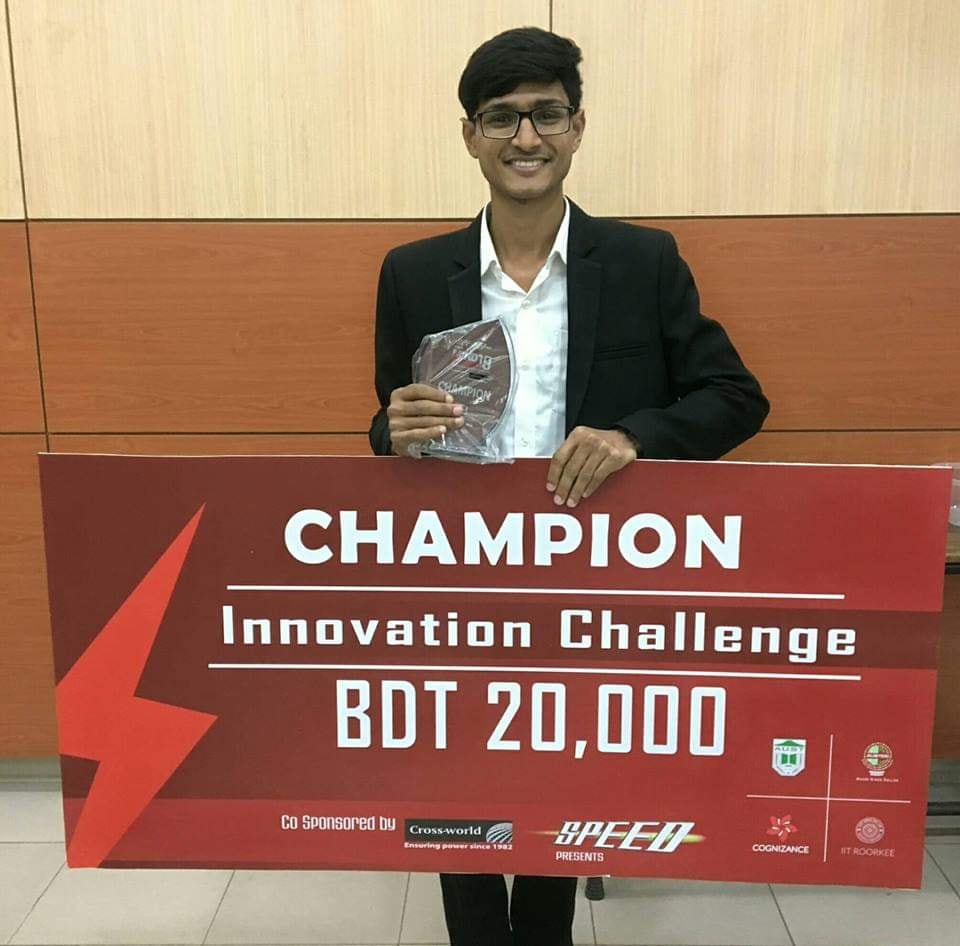 CHAMPION
CHAMPION
Innovation Challenge
BDT 20,000
Co Sponsored by
Cross-world
Ensuring power since 1982
SPEED
PRESENTS
AUST
COGNIZANCE
IIT ROORKEE